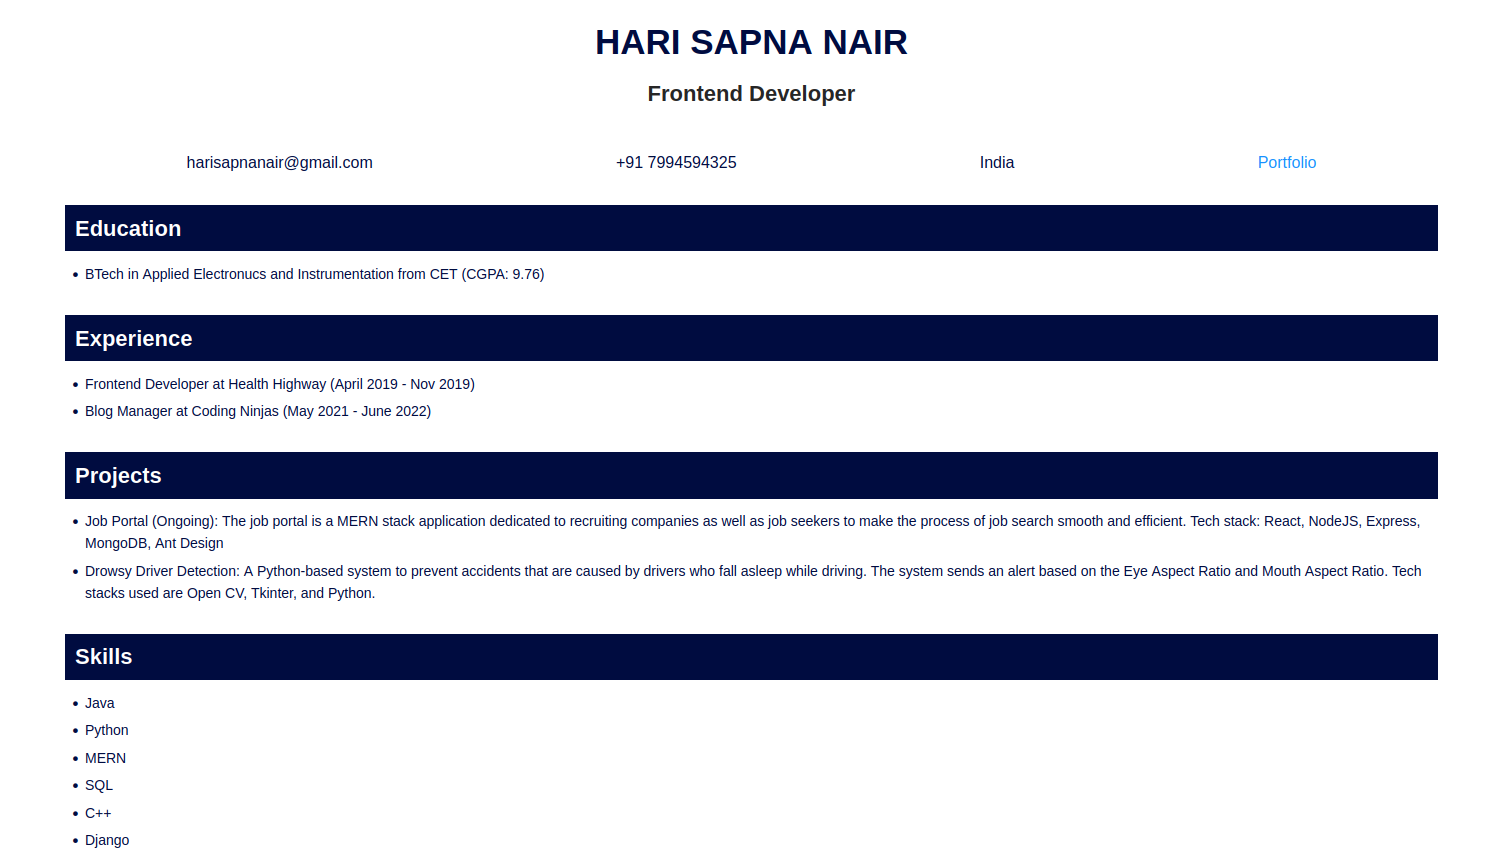 HARI SAPNA NAIR
Frontend Developer
harisapnanair@gmail.com +91 7994594325 India Portfolio
Education
• BTech in Applied Electronucs and Instrumentation from CET (CGPA: 9.76)
Experience
• Frontend Developer at Health Highway (April 2019 - Nov 2019)
• Blog Manager at Coding Ninjas (May 2021 - June 2022)
Projects
• Job Portal (Ongoing): The job portal is a MERN stack application dedicated to recruiting companies as well as job seekers to make the process of job search smooth and efficient. Tech stack: React, NodeJS, Express,
MongoDB, Ant Design
• Drowsy Driver Detection: A Python-based system to prevent accidents that are caused by drivers who fall asleep while driving. The system sends an alert based on the Eye Aspect Ratio and Mouth Aspect Ratio. Tech
stacks used are Open CV, Tkinter, and Python.
Skills
• Java
• Python
• MERN
• SQL
• C++
• Django